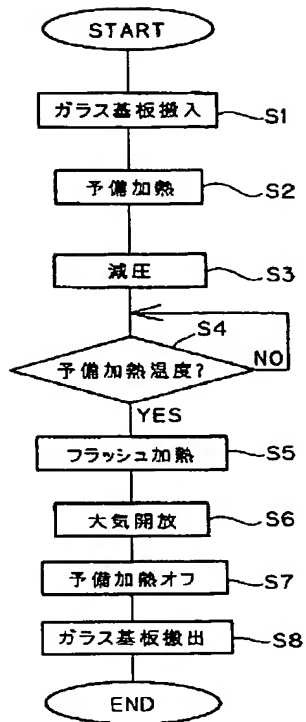 START
ガラス基板搬入 S1
予備加熱 S2
減圧 S3
S4
予備加熱温度?
NO
YES
フラッシュ加熱 S5
大気開放 S6
予備加熱オフ S7
ガラス基板搬出 S8
END